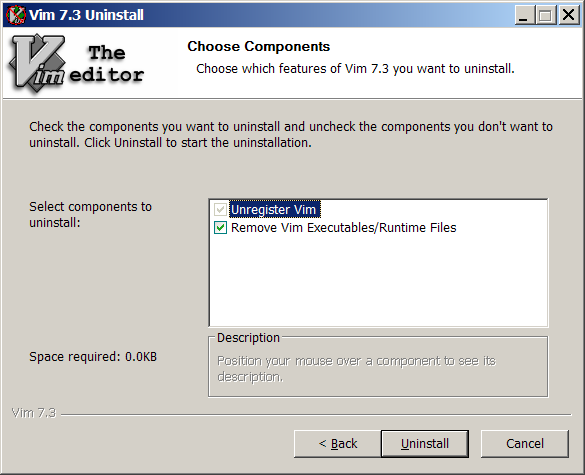 Vim 7.3 Uninstall
The
Vim editor
Choose Components
Choose which features of Vim 7.3 you want to uninstall.
Check the components you want to uninstall and uncheck the components you don't want to
uninstall. Click Uninstall to start the uninstallation.
Select components to
uninstall:
Unregister Vim
Remove Vim Executables/Runtime Files
Space required: 0.0KB
Description
Position your mouse over a component to see its
description.
Vim 7.3
< Back
Uninstall
Cancel